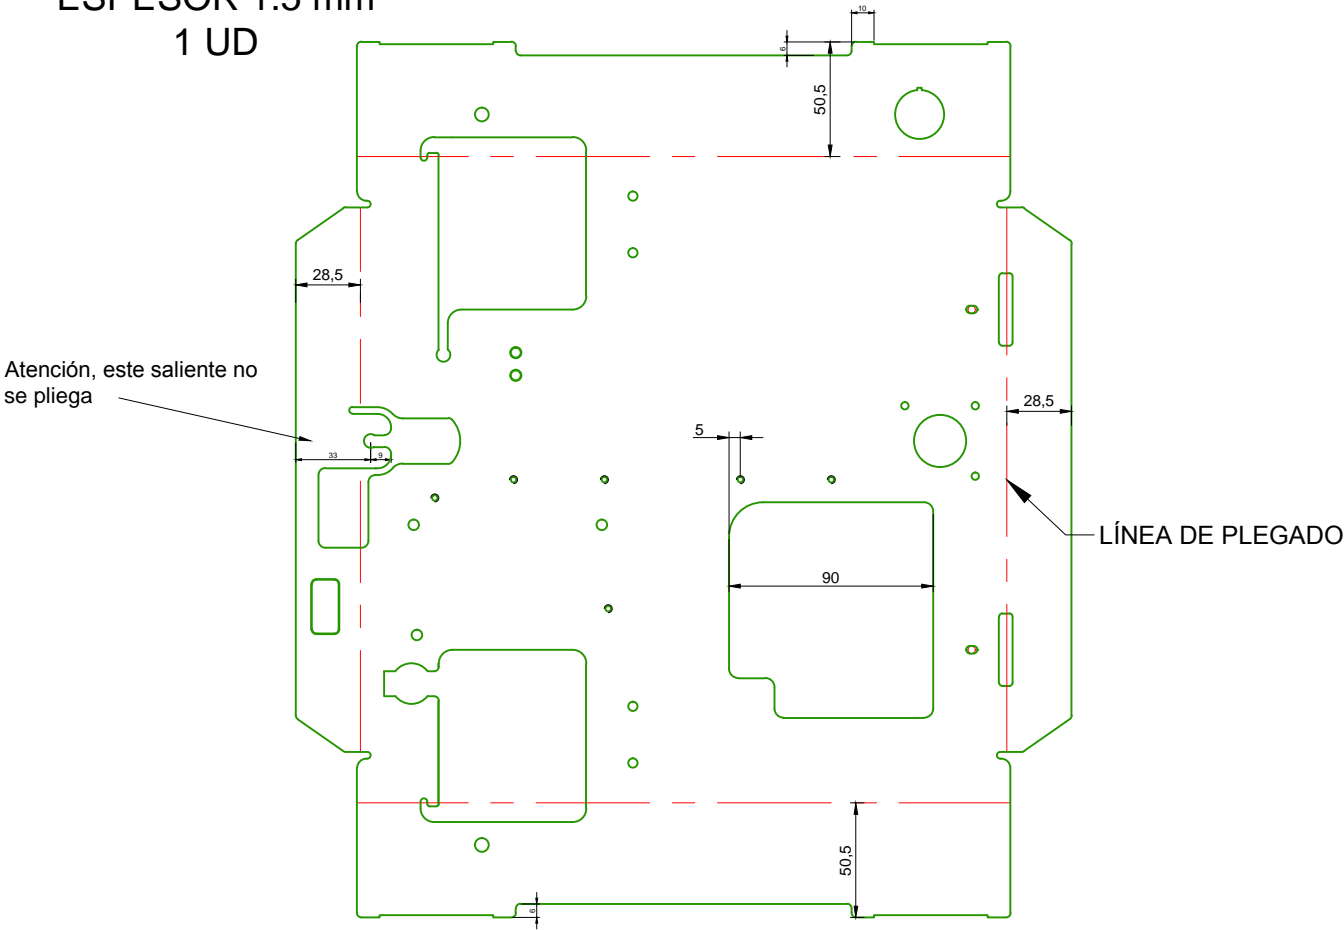 ESPESOR 1.5 mm
1 UD
10
6
50,5
28,5
Atención, este saliente no
se pliega
28,5
5
33
9
LÍNEA DE PLEGADO
90
50,5
6